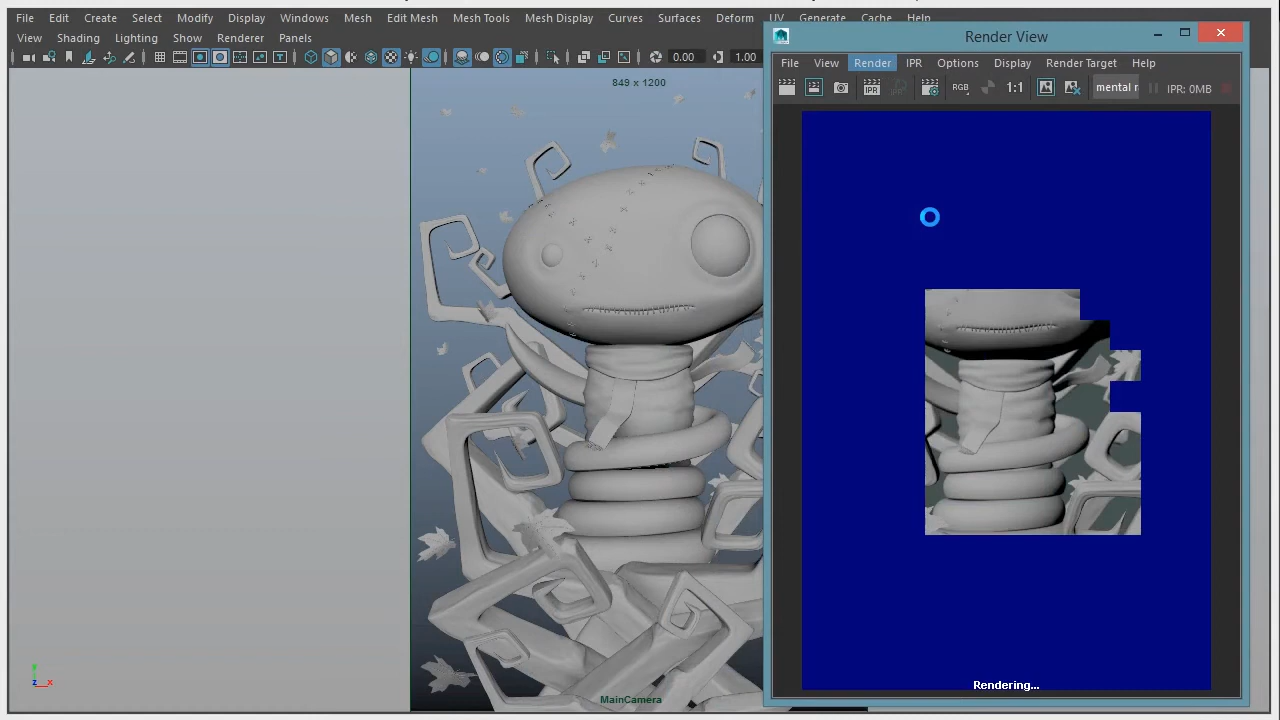 File Edit Create Select Modify Display Windows Mesh Edit Mesh Mesh Tools Mesh Display Curves Surfaces Deform UV Generate Cache Help
View Shading Lighting Show Renderer Panels
0.00 1.00
849 x 1200
MainCamera
z x
Render View
File View Render IPR Options Display Render Target Help
IPR RGB 1:1 mental r IPR: 0MB
Rendering...